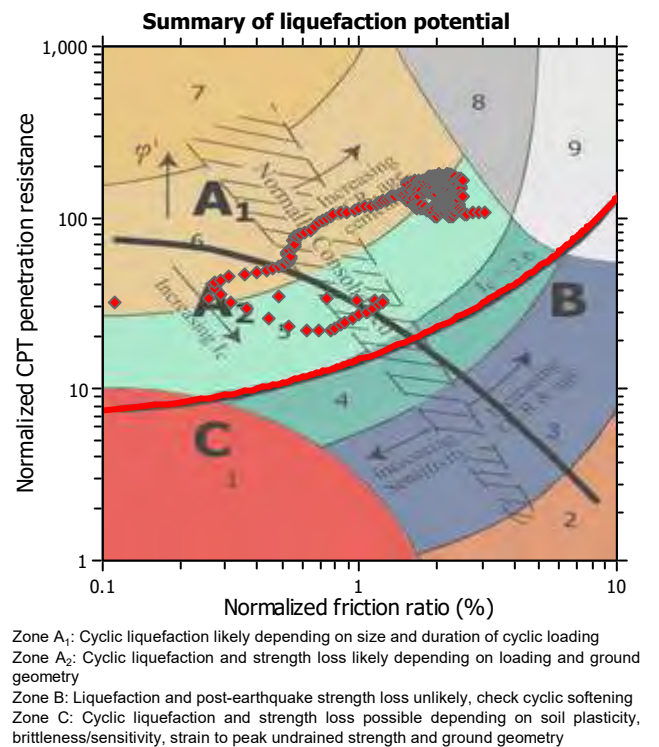 Summary of liquefaction potential
1,000
100
10
1
Normalized CPT penetration resistance
0.1
1
10
Normalized friction ratio (%)
7
8
9
φ'
A1
Increasing
6
A2
Increasing Ic
5
B
4
C
1
3
Increasing
Sensitivity
2
Zone A1: Cyclic liquefaction likely depending on size and duration of cyclic loading
Zone A2: Cyclic liquefaction and strength loss likely depending on loading and ground
geometry
Zone B: Liquefaction and post-earthquake strength loss unlikely, check cyclic softening
Zone C: Cyclic liquefaction and strength loss possible depending on soil plasticity,
brittleness/sensitivity, strain to peak undrained strength and ground geometry